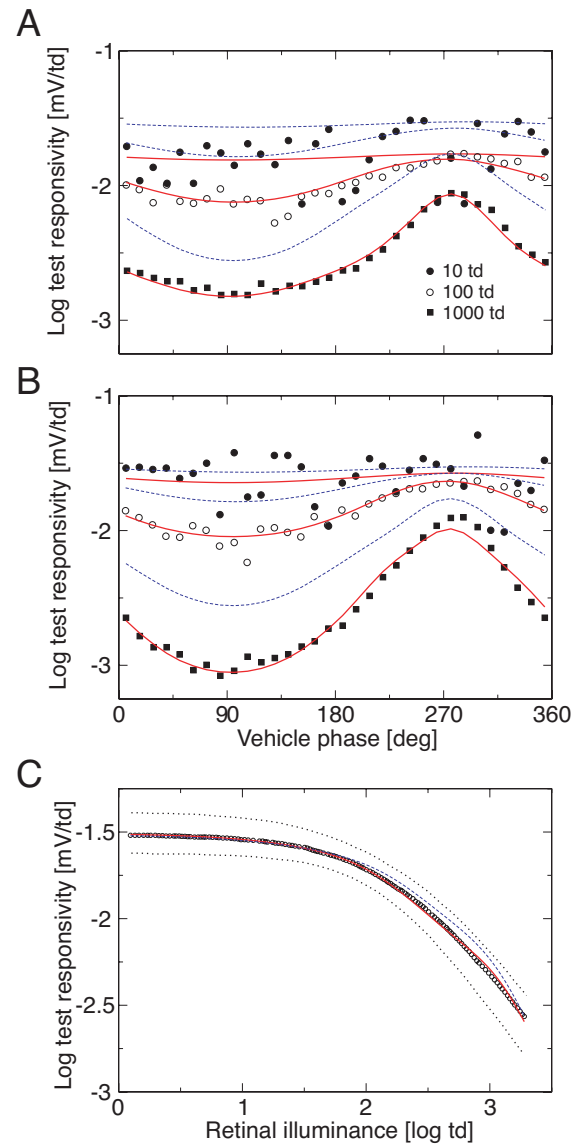 A
-1
-2
-3
Log test responsivity [mV/td]
10 td
100 td
1000 td
B
-1
-2
-3
Log test responsivity [mV/td]
0 90 180 270 360
Vehicle phase [deg]
C
-1.5
-2
-2.5
-3
Log test responsivity [mV/td]
0 1 2 3
Retinal illuminance [log td]